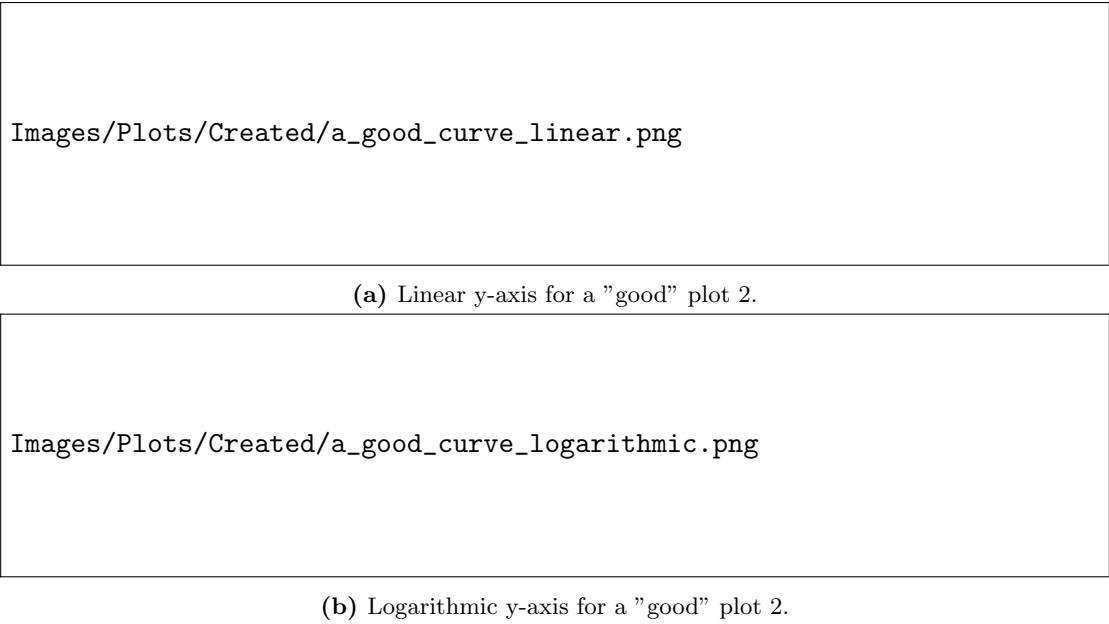 Images/Plots/Created/a_good_curve_linear.png
(a) Linear y-axis for a ”good” plot 2.
Images/Plots/Created/a_good_curve_logarithmic.png
(b) Logarithmic y-axis for a ”good” plot 2.